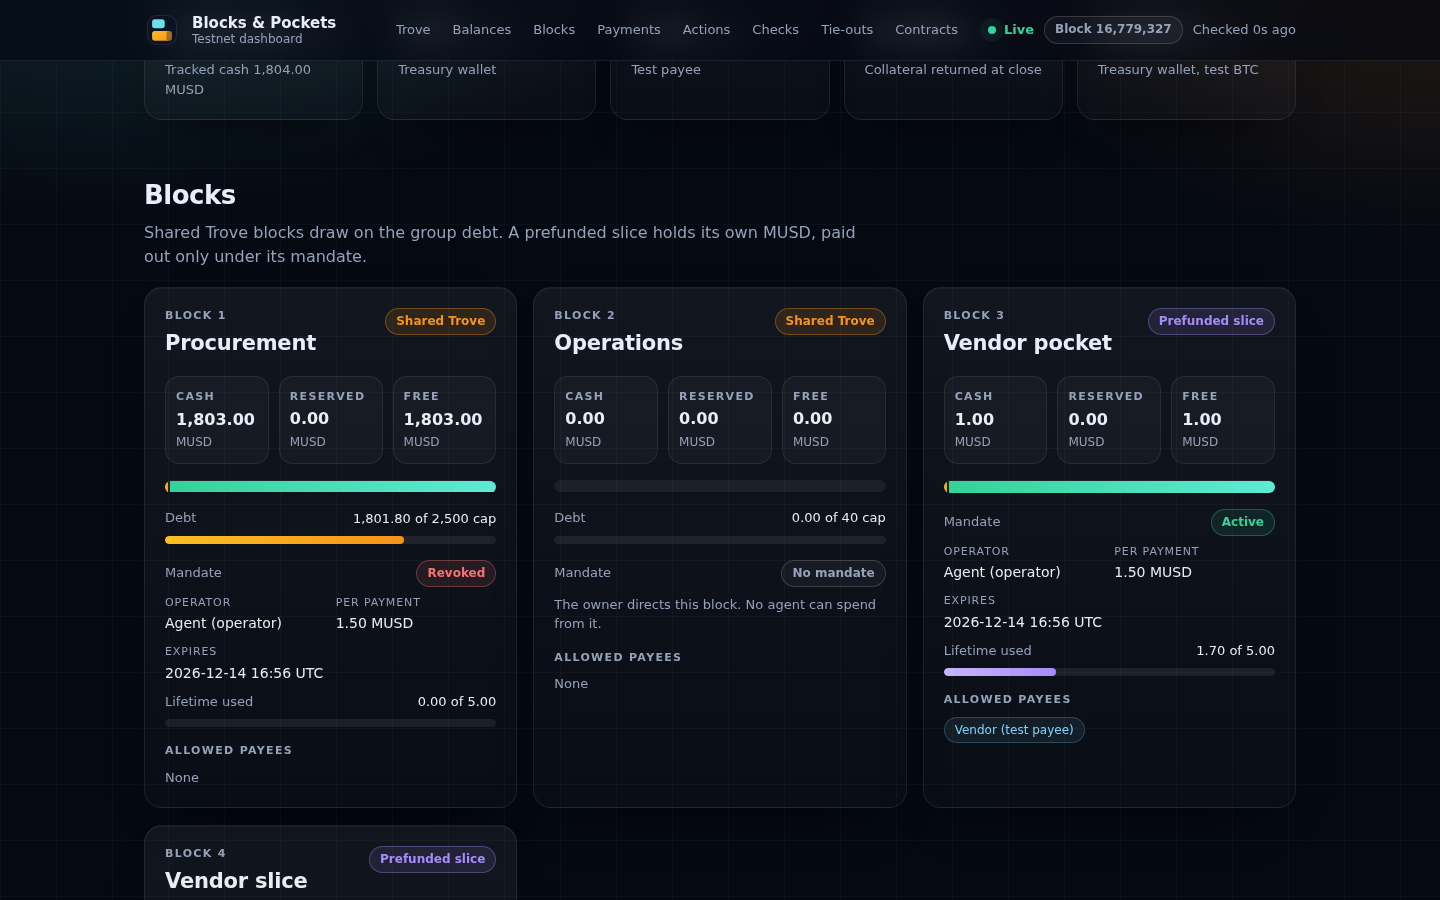 Blocks & Pockets
Testnet dashboard
Trove Balances Blocks Payments Actions Checks Tie-outs Contracts
Live
Block 16,779,327
Checked 0s ago
Tracked cash 1,804.00
MUSD
Treasury wallet
Test payee
Collateral returned at close
Treasury wallet, test BTC
Blocks
Shared Trove blocks draw on the group debt. A prefunded slice holds its own MUSD, paid
out only under its mandate.
BLOCK 1
Shared Trove
Procurement
CASH
1,803.00
MUSD
RESERVED
0.00
MUSD
FREE
1,803.00
MUSD
Debt
1,801.80 of 2,500 cap
Mandate
Revoked
OPERATOR
Agent (operator)
PER PAYMENT
1.50 MUSD
EXPIRES
2026-12-14 16:56 UTC
Lifetime used
0.00 of 5.00
ALLOWED PAYEES
None
BLOCK 2
Shared Trove
Operations
CASH
0.00
MUSD
RESERVED
0.00
MUSD
FREE
0.00
MUSD
Debt
0.00 of 40 cap
Mandate
No mandate
The owner directs this block. No agent can spend
from it.
ALLOWED PAYEES
None
BLOCK 3
Prefunded slice
Vendor pocket
CASH
1.00
MUSD
RESERVED
0.00
MUSD
FREE
1.00
MUSD
Mandate
Active
OPERATOR
Agent (operator)
PER PAYMENT
1.50 MUSD
EXPIRES
2026-12-14 16:56 UTC
Lifetime used
1.70 of 5.00
ALLOWED PAYEES
Vendor (test payee)
BLOCK 4
Prefunded slice
Vendor slice